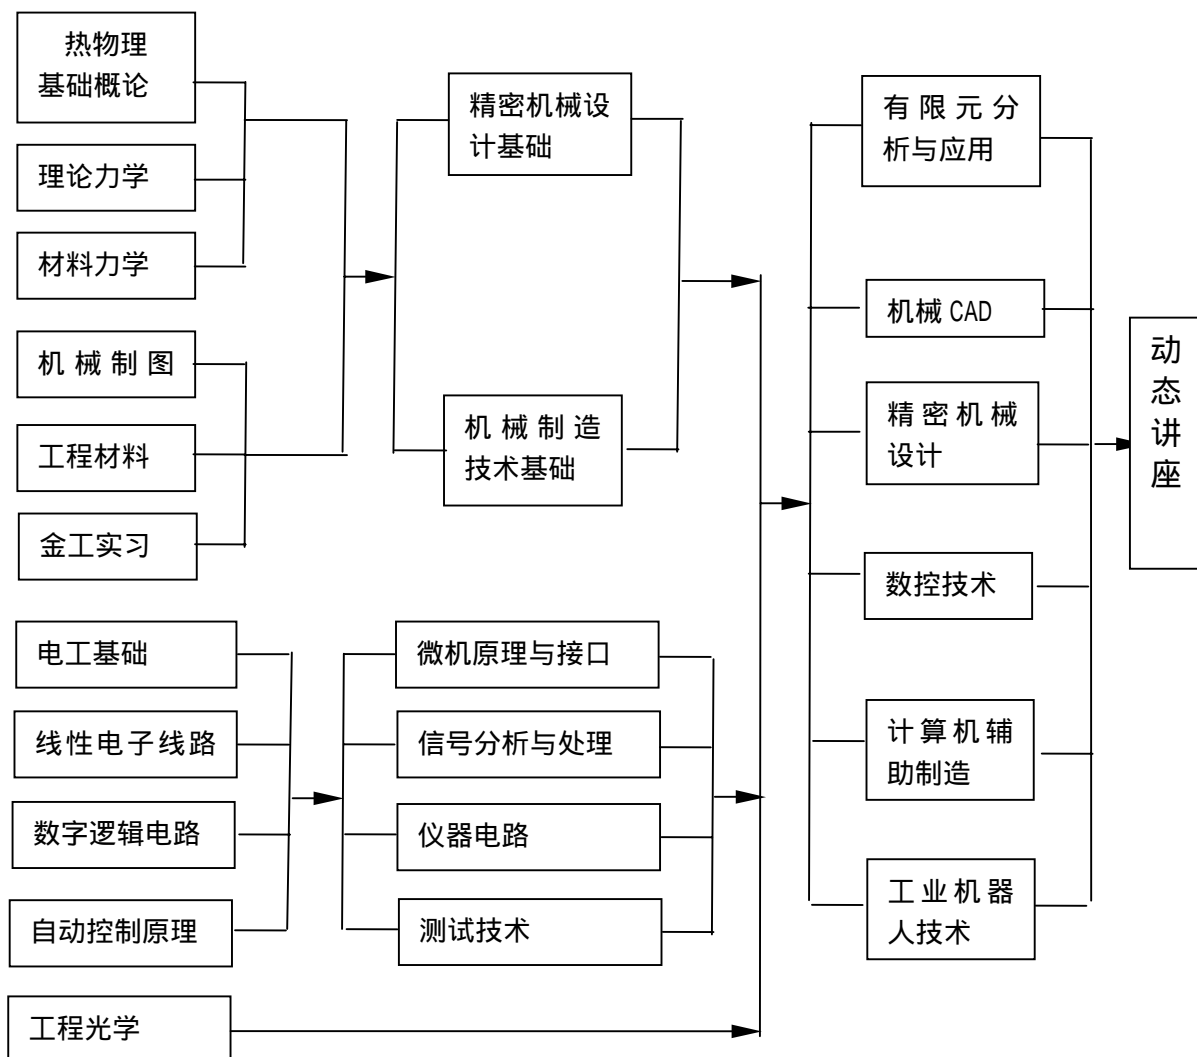 热物理
基础概论
理论力学
材料力学
机械制图
工程材料
金工实习
电工基础
线性电子线路
数字逻辑电路
自动控制原理
工程光学
精密机械设
计基础
机械制造
技术基础
微机原理与接口
信号分析与处理
仪器电路
测试技术
有限元分
析与应用
机械 CAD
精密机械
设计
数控技术
计算机辅
助制造
工业机器
人技术
动
态
讲
座